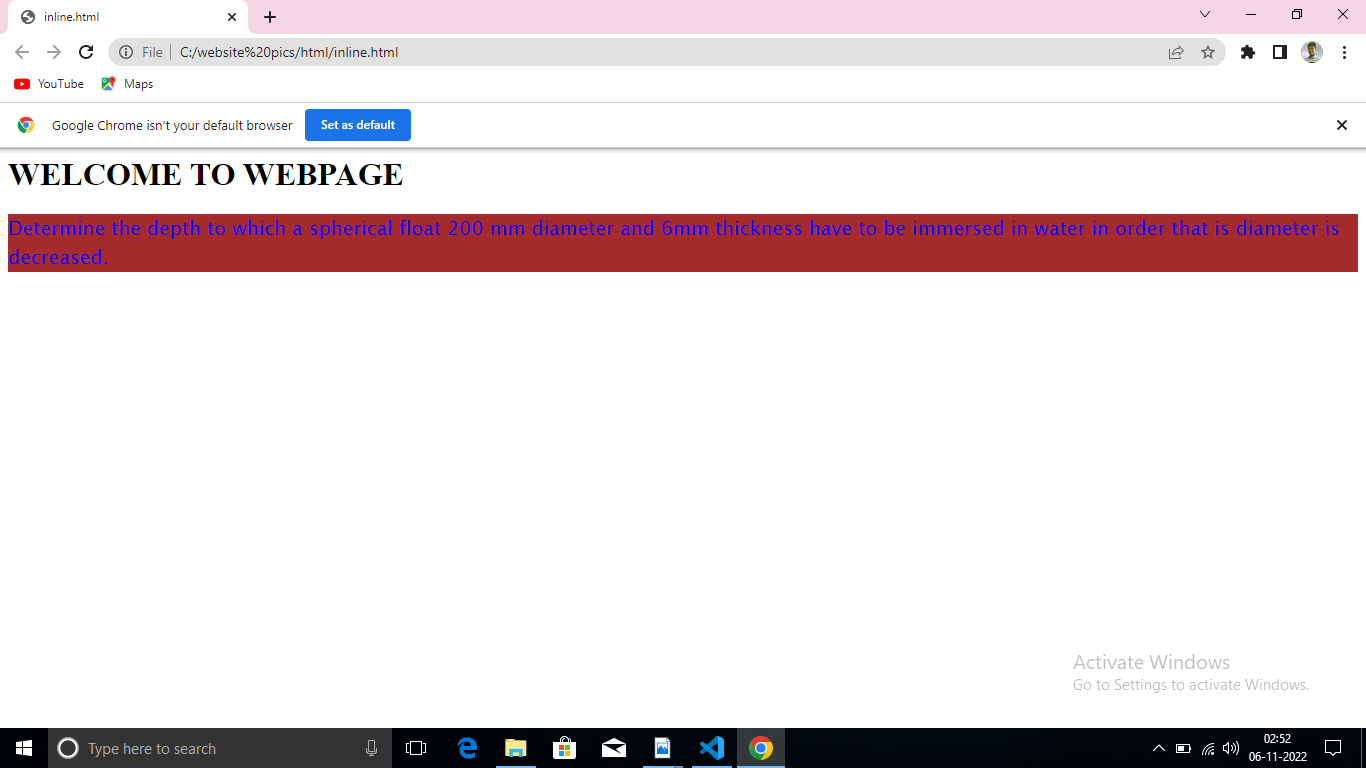 inline.html
File C:/website%20pics/html/inline.html
YouTube Maps
Google Chrome isn't your default browser Set as default
WELCOME TO WEBPAGE
Determine the depth to which a spherical float 200 mm diameter and 6mm thickness have to be immersed in water in order that is diameter is
decreased.
Activate Windows
Go to Settings to activate Windows.
Type here to search
02:52
06-11-2022